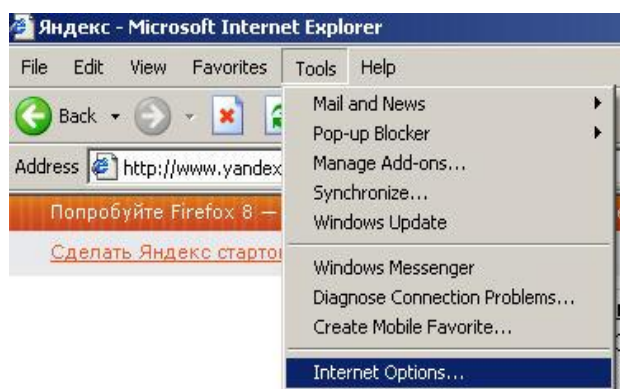 Яндекс - Microsoft Internet Explorer
File Edit View Favorites Tools Help
Back
Mail and News
Pop-up Blocker
Manage Add-ons...
Address http://www.yandex
Synchronize...
Попробуйте Firefox 8 —
Windows Update
Сделать Яндекс
Windows Messenger
Diagnose Connection Problems...
Create Mobile Favorite...
Internet Options...